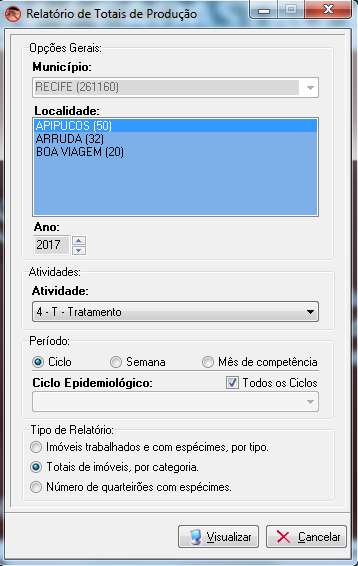 Relatório de Totais de Produção
Opções Gerais:
Município:
RECIFE (261160)
Localidade:
APIPUCOS (50)
ARRUDA (32)
BOA VIAGEM (20)
Ano:
2017
Atividades:
Atividade:
4 - T - Tratamento
Período:
Ciclo Semana Mês de competência
Ciclo Epidemiológico: Todos os Ciclos
Tipo de Relatório:
Imóveis trabalhados e com espécimes, por tipo.
Totais de imóveis, por categoria.
Número de quarteirões com espécimes.
Visualizar Cancelar